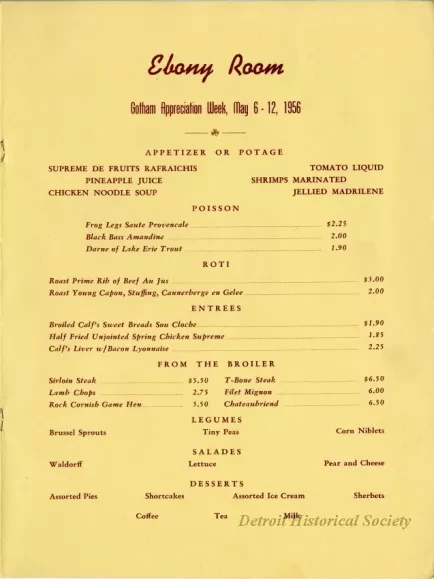 Ebony Room
Gotham Appreciation Week, May 6 - 12, 1956
APPETIZER OR POTAGE
SUPREME DE FRUITS RAFRAICHIS TOMATO LIQUID
PINEAPPLE JUICE SHRIMPS MARINATED
CHICKEN NOODLE SOUP JELLIED MADRILENE
POISSON
Frog Legs Saute Provencale $2.25
Black Bass Amandine 2.00
Darne of Lake Erie Trout 1.90
ROTI
Roast Prime Rib of Beef Au Jus $3.00
Roast Young Capon, Stuffing, Cannerberge en Gelee 2.00
ENTREES
Broiled Calf's Sweet Breads Sou Cloche $1.90
Half Fried Unjointed Spring Chicken Supreme 1.85
Calf's Liver w/Bacon Lyonnaise 2.25
FROM THE BROILER
Sirloin Steak $5.50 T-Bone Steak $6.50
Lamb Chops 2.75 Filet Mignon 6.00
Rock Cornish Game Hen 3.50 Chateaubriend 6.50
LEGUMES
Brussel Sprouts Tiny Peas Corn Niblets
SALADES
Waldorff Lettuce Pear and Cheese
DESSERTS
Assorted Pies Shortcakes Assorted Ice Cream Sherbets
Coffee Tea Milk
Detroit Historical Society